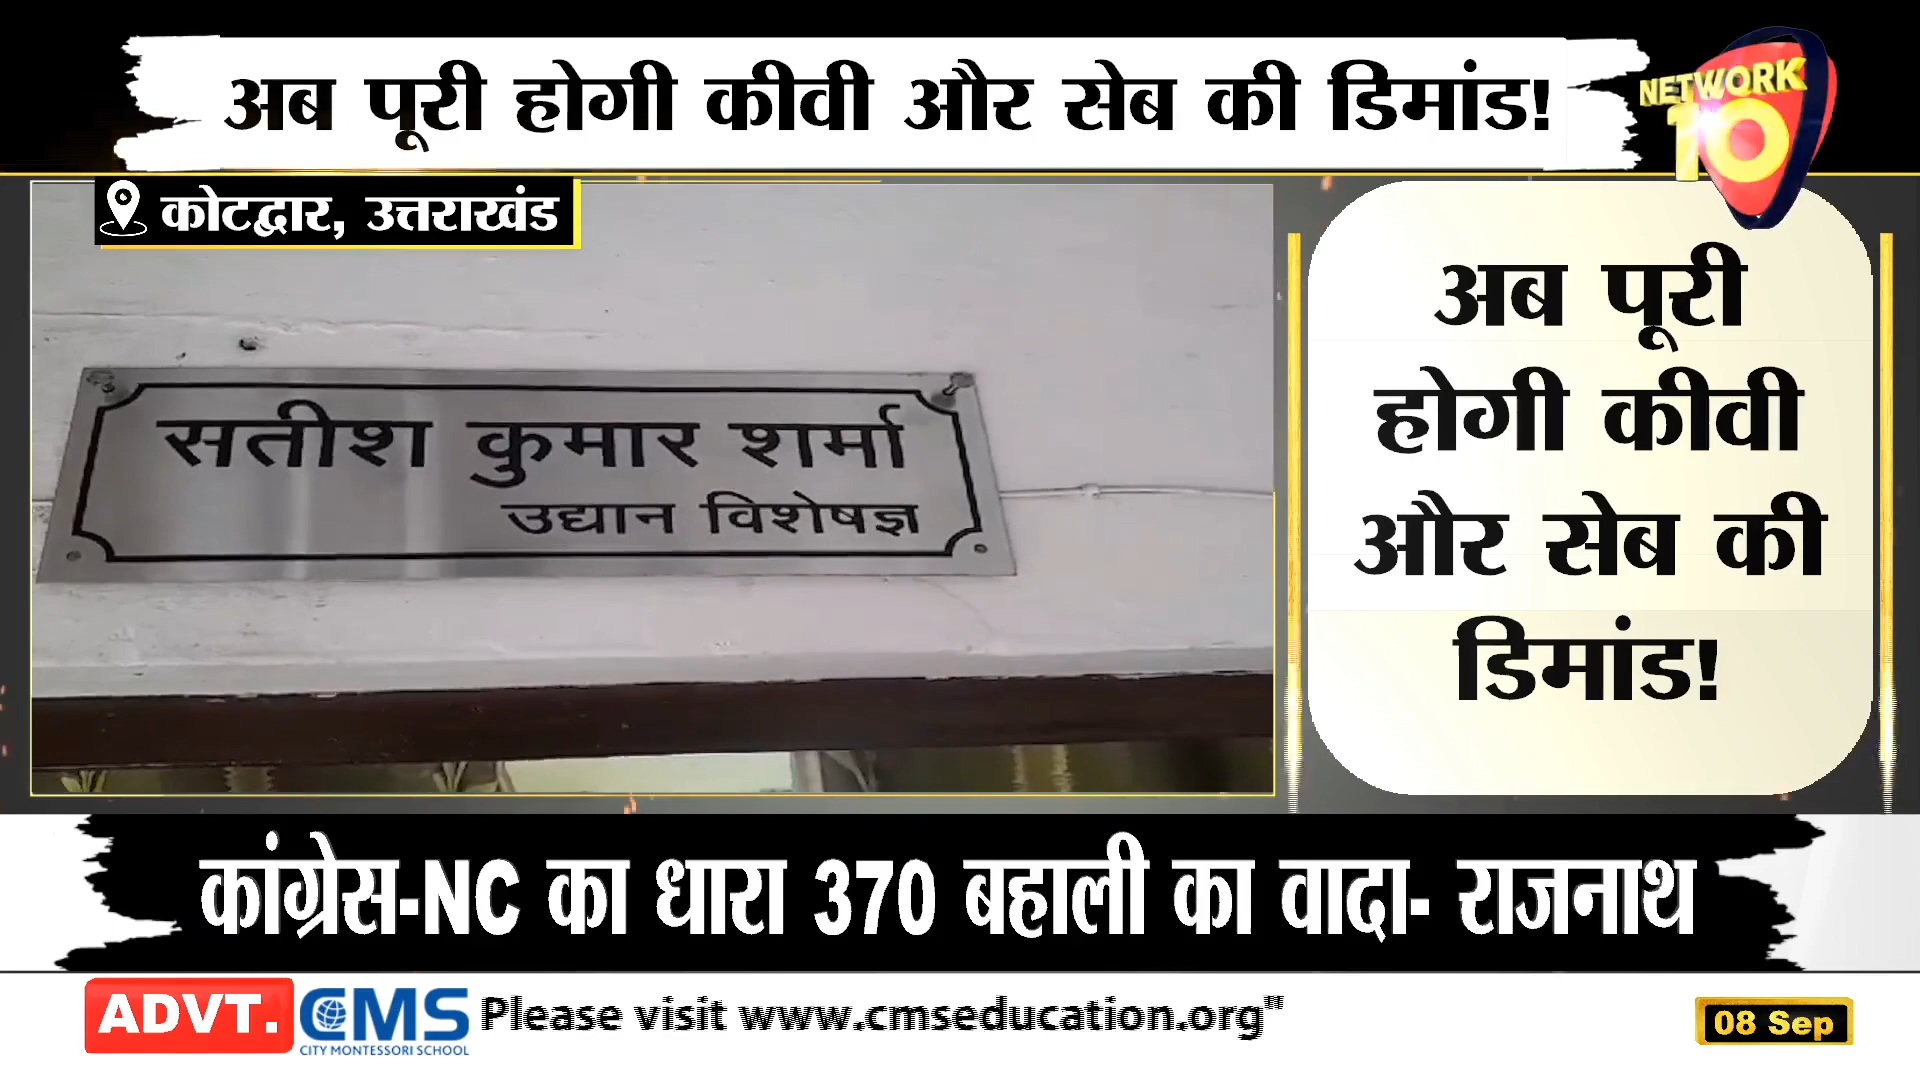 अब पूरी होगी कीवी और सेब की डिमांड!
NETWORK
10
कोटद्वार, उत्तराखंड
सतीश कुमार शर्मा
उद्यान विशेषज्ञ
अब पूरी
होगी कीवी
और सेब की
डिमांड!
कांग्रेस-NC का धारा 370 बहाली का वादा- राजनाथ
ADVT. CMS Please visit www.cmseducation.org"
CITY MONTESSORI SCHOOL
08 Sep